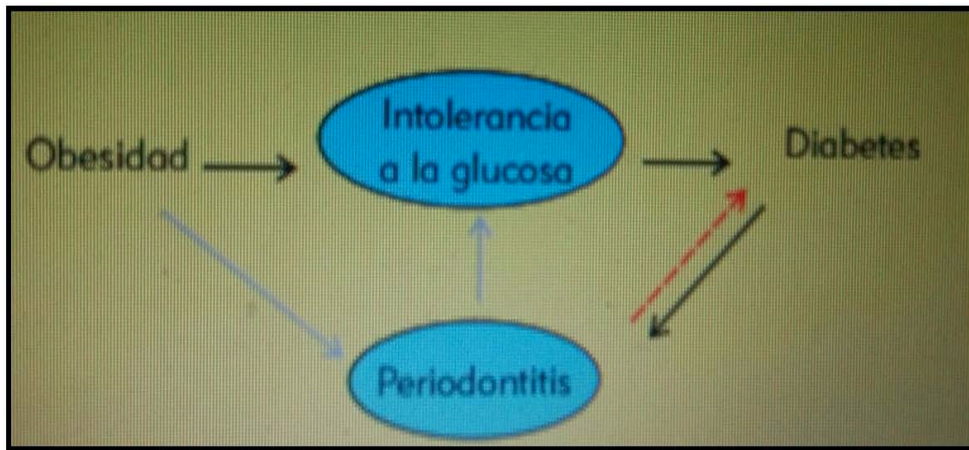 Obesidad
Intolerancia
a la glucosa
Diabetes
Periodontitis